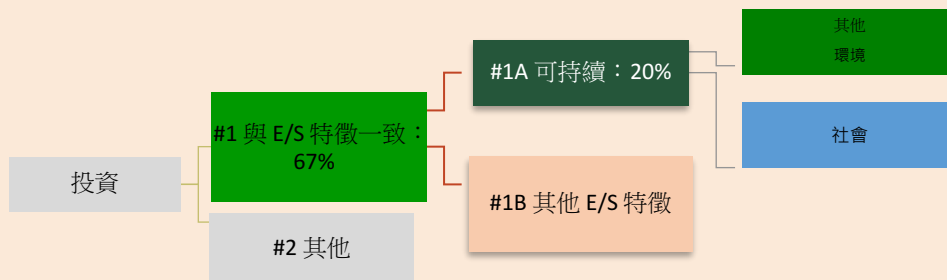 投資
#1 與 E/S 特徵一致：
67%
#2 其他
#1A 可持續：20%
#1B 其他 E/S 特徵
其他
環境
社會